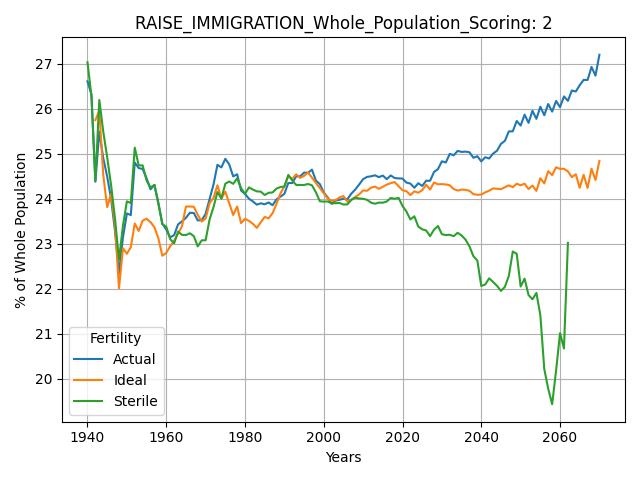 RAISE_IMMIGRATION_Whole_Population_Scoring: 2
% of Whole Population
27
26
25
24
23
22
21
20
Fertility
Actual
Ideal
Sterile
1940 1960 1980 2000 2020 2040 2060
Years